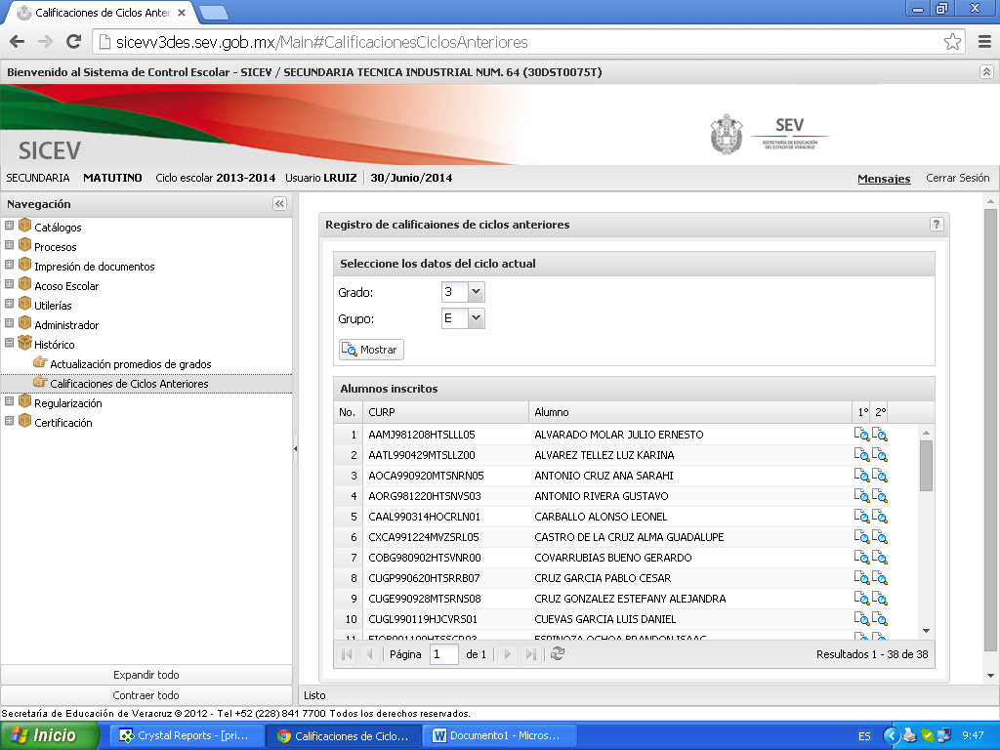 Calificaciones de Ciclos Anter
sicevv3des.sev.gob.mx/Main#CalificacionesCiclosAnteriores
Bienvenido al Sistema de Control Escolar - SICEV / SECUNDARIA TECNICA INDUSTRIAL NUM. 64 (30DST0075T)
SICEV
SEV
SECRETARÍA DE EDUCACIÓN
DEL ESTADO DE VERACRUZ
SECUNDARIA MATUTINO Ciclo escolar 2013-2014 Usuario LRUIZ 30/Junio/2014 Mensajes Cerrar Sesión
Navegación
Catálogos
Procesos
Impresión de documentos
Acoso Escolar
Utilerías
Administrador
Histórico
Actualización promedios de grados
Calificaciones de Ciclos Anteriores
Regularización
Certificación
Expandir todo
Contraer todo
Registro de calificaiones de ciclos anteriores ?
Seleccione los datos del ciclo actual
Grado: 3
Grupo: E
Mostrar
Alumnos inscritos
No. CURP Alumno 1° 2°
1 AAMJ981208HTSLLL05 ALVARADO MOLAR JULIO ERNESTO
2 AATL990429MTSLLZ00 ALVAREZ TELLEZ LUZ KARINA
3 AOCA990920MTSNRN05 ANTONIO CRUZ ANA SARAHI
4 AORG981220HTSNVS03 ANTONIO RIVERA GUSTAVO
5 CAAL990314HOCRLN01 CARBALLO ALONSO LEONEL
6 CXCA991224MVZSRL05 CASTRO DE LA CRUZ ALMA GUADALUPE
7 COBG980902HTSVNR00 COVARRUBIAS BUENO GERARDO
8 CUGP990620HTSRRB07 CRUZ GARCIA PABLO CESAR
9 CUGE990928MTSRNS08 CRUZ GONZALEZ ESTEFANY ALEJANDRA
10 CUGL990119HJCVRS01 CUEVAS GARCIA LUIS DANIEL
11 ESPINOZA OCHOA BRANDON ISAAC
Página 1 de 1 Resultados 1 - 38 de 38
Listo
Secretaría de Educación de Veracruz © 2012 - Tel +52 (228) 841 7700 Todos los derechos reservados.
Inicio Crystal Reports - [pri... Calificaciones de Ciclo... Documento1 - Micros... ES 9:47